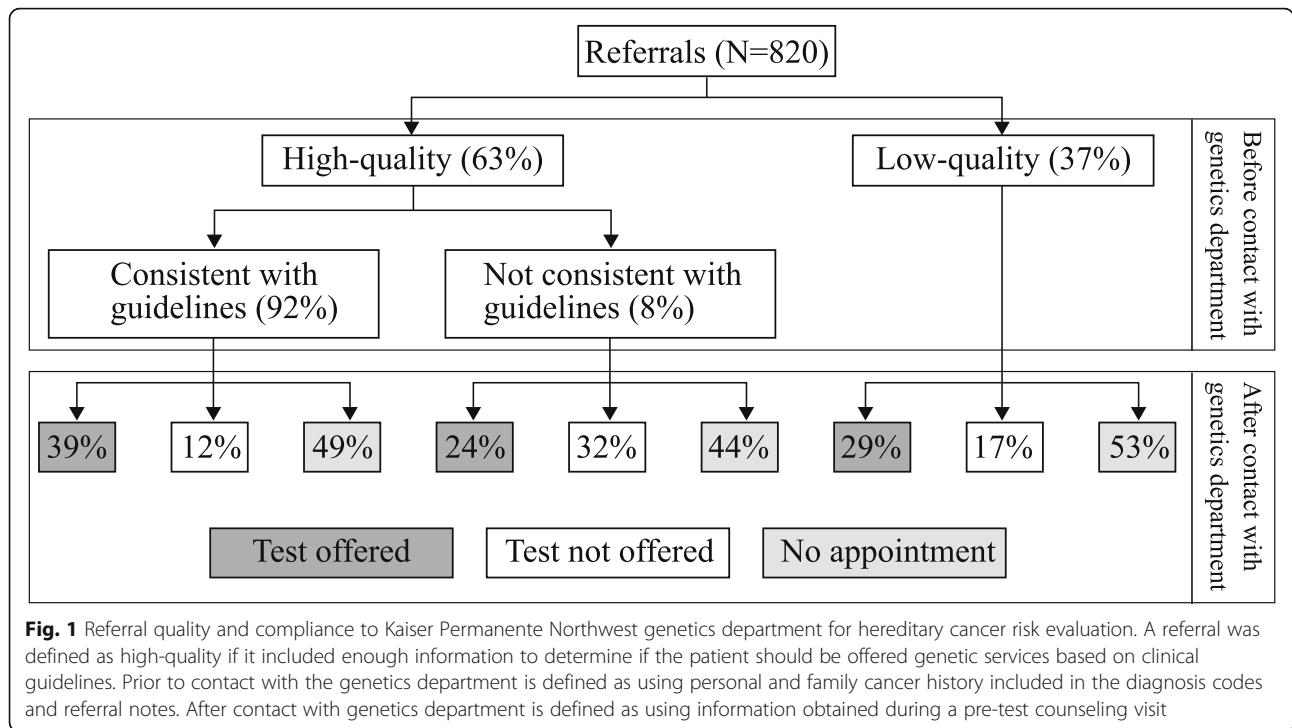 Referrals (N=820)
High-quality (63%)
Low-quality (37%)
Before contact with
genetics department
Consistent with
guidelines (92%)
Not consistent with
guidelines (8%)
After contact with
genetics department
39%
12%
49%
24%
32%
44%
29%
17%
53%
Test offered
Test not offered
No appointment
Fig. 1 Referral quality and compliance to Kaiser Permanente Northwest genetics department for hereditary cancer risk evaluation. A referral was
defined as high-quality if it included enough information to determine if the patient should be offered genetic services based on clinical
guidelines. Prior to contact with the genetics department is defined as using personal and family cancer history included in the diagnosis codes
and referral notes. After contact with genetics department is defined as using information obtained during a pre-test counseling visit